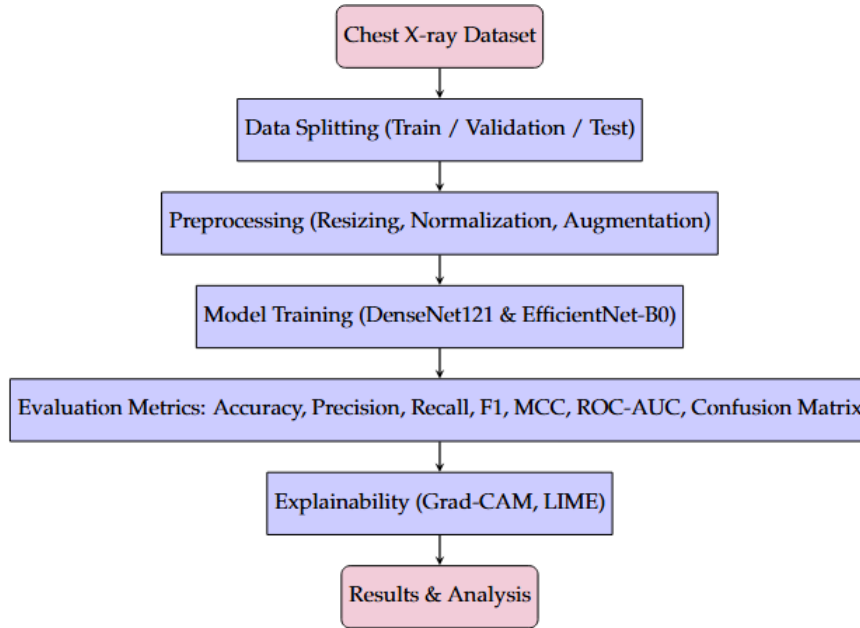 Chest X-ray Dataset
Data Splitting (Train / Validation / Test)
Preprocessing (Resizing, Normalization, Augmentation)
Model Training (DenseNet121 & EfficientNet-B0)
Evaluation Metrics: Accuracy, Precision, Recall, F1, MCC, ROC-AUC, Confusion Matrix
Explainability (Grad-CAM, LIME)
Results & Analysis